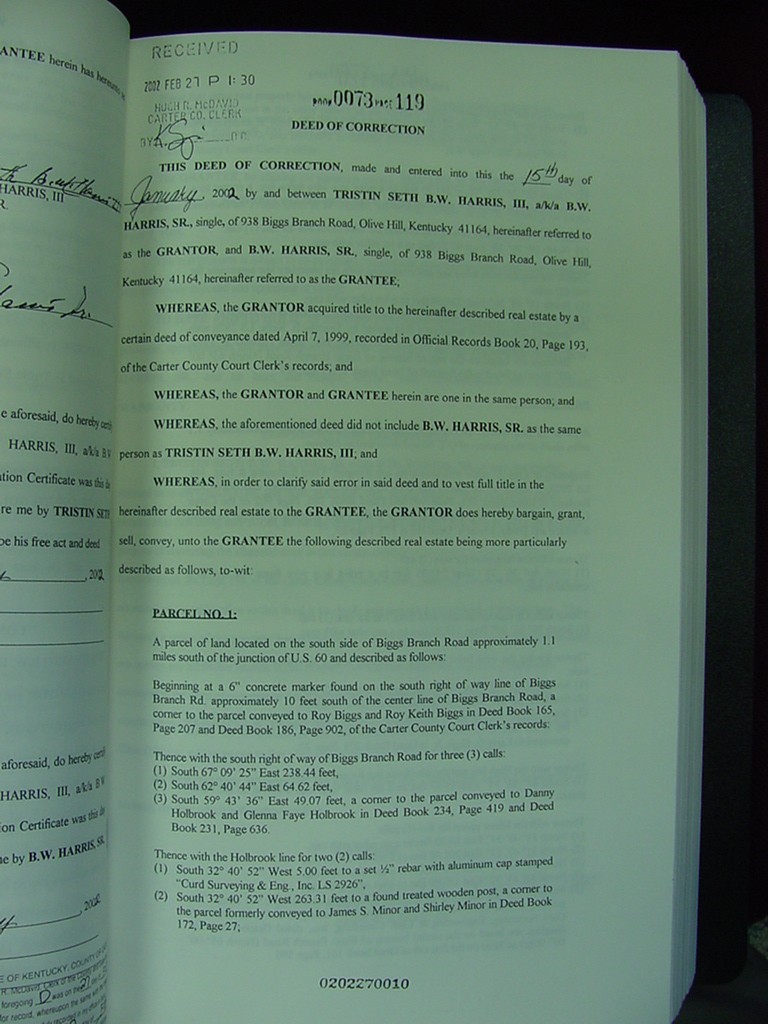 ANTEE herein has
HARRIS, III
R.
e aforesaid, do hereby
HARRIS, III, a/k/a B.W
tion Certificate was this
re me by TRISTIN SETH
be his free act and deed
, 2002
aforesaid, do hereby
HARRIS, III, a/k/a B.W
ion Certificate was this
e by B.W. HARRIS, SR.
, 2002
E OF KENTUCKY, COUNTY OF
foregoing D was on the 27
for record, whereupon the same with the
RECEIVED
2002 FEB 27 P 1:30
HUGH R. McDAVID
CARTER CO. CLERK
BY D.C.
BOOK 0073 PAGE 119
DEED OF CORRECTION
THIS DEED OF CORRECTION, made and entered into this the 15th day of
January, 2002 by and between TRISTIN SETH B.W. HARRIS, III, a/k/a B.W.
HARRIS, SR., single, of 938 Biggs Branch Road, Olive Hill, Kentucky 41164, hereinafter referred to
as the GRANTOR, and B.W. HARRIS, SR., single, of 938 Biggs Branch Road, Olive Hill,
Kentucky 41164, hereinafter referred to as the GRANTEE;
WHEREAS, the GRANTOR acquired title to the hereinafter described real estate by a
certain deed of conveyance dated April 7, 1999, recorded in Official Records Book 20, Page 193,
of the Carter County Court Clerk's records; and
WHEREAS, the GRANTOR and GRANTEE herein are one in the same person; and
WHEREAS, the aforementioned deed did not include B.W. HARRIS, SR. as the same
person as TRISTIN SETH B.W. HARRIS, III; and
WHEREAS, in order to clarify said error in said deed and to vest full title in the
hereinafter described real estate to the GRANTEE, the GRANTOR does hereby bargain, grant,
sell, convey, unto the GRANTEE the following described real estate being more particularly
described as follows, to-wit:
PARCEL NO. 1:
A parcel of land located on the south side of Biggs Branch Road approximately 1.1
miles south of the junction of U.S. 60 and described as follows:
Beginning at a 6" concrete marker found on the south right of way line of Biggs
Branch Rd. approximately 10 feet south of the center line of Biggs Branch Road, a
corner to the parcel conveyed to Roy Biggs and Roy Keith Biggs in Deed Book 165,
Page 207 and Deed Book 186, Page 902, of the Carter County Court Clerk's records:
Thence with the south right of way of Biggs Branch Road for three (3) calls:
(1) South 67° 09' 25" East 238.44 feet,
(2) South 62° 40' 44" East 64.62 feet,
(3) South 59° 43' 36" East 49.07 feet, a corner to the parcel conveyed to Danny
Holbrook and Glenna Faye Holbrook in Deed Book 234, Page 419 and Deed
Book 231, Page 636.
Thence with the Holbrook line for two (2) calls:
(1) South 32° 40' 52" West 5.00 feet to a set ½" rebar with aluminum cap stamped
"Curd Surveying & Eng., Inc. LS 2926",
(2) South 32° 40' 52" West 263.31 feet to a found treated wooden post, a corner to
the parcel formerly conveyed to James S. Minor and Shirley Minor in Deed Book
172, Page 27;
0202270010